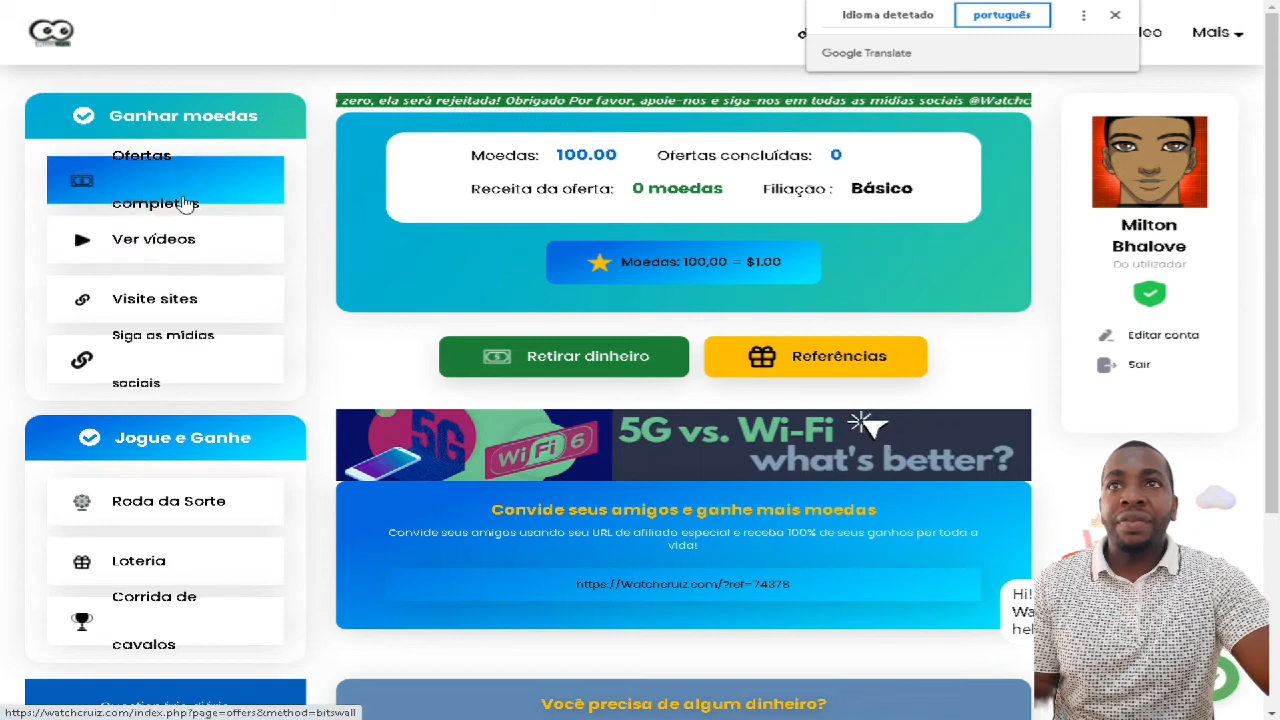 Idioma detetado
português
Google Translate
Mais
Ganhar moedas
Ofertas
completas
Ver vídeos
Visite sites
Siga as mídias
sociais
Jogue e Ganhe
Roda da Sorte
Loteria
Corrida de
cavalos
zero, ela será rejeitada! Obrigado Por favor, apoie-nos e siga-nos em todas as mídias sociais @Watchc
Moedas: 100.00 Ofertas concluídas: 0
Receita da oferta: 0 moedas Filiação : Básico
Moedas: 100,00 = $1.00
Retirar dinheiro
Referências
5G
WiFi 6
5G vs. Wi-Fi
what's better?
Convide seus amigos e ganhe mais moedas
Convide seus amigos usando seu URL de afiliado especial e receba 100% de seus ganhos por toda a
vida!
https://Watchcruiz.com/?ref=74378
Você precisa de algum dinheiro?
Milton
Bhalove
Do utilizador
Editar conta
Sair
Hi!
Wa
hel
https://watchcruiz.com/index.php?page=offers&method=bitswall